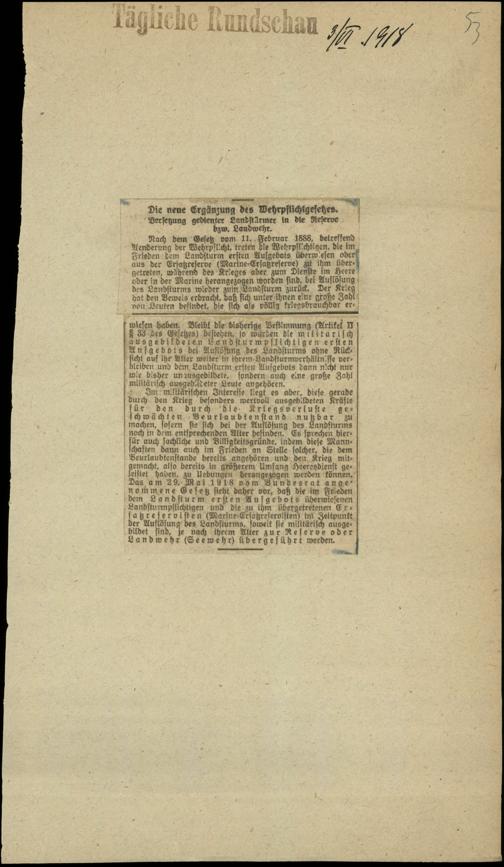 Tägliche Rundschau
3/VI 1918
53
Die neue Ergänzung des Wehrpflichtgesetzes.
Versetzung gedienter Landstürmer in die Reserve
bzw. Landwehr.
Nach dem Gesetz vom 11. Februar 1888, betreffend
Aenderung der Wehrpflicht, treten die Wehrpflichtigen, die im
Frieden dem Landsturm ersten Aufgebots überwiesen oder
aus der Ersatzreserve (Marine-Ersatzreserve) zu ihm über-
getreten, während des Krieges aber zum Dienste im Heere
oder in der Marine herangezogen worden sind, bei Auflösung
des Landsturms wieder zum Landsturm zurück. Der Krieg
hat den Beweis erbracht, daß sich unter ihnen eine große Zahl
von Leuten befindet, die sich als völlig kriegsbrauchbar er-
wiesen haben. Bleibt die bisherige Bestimmung (Artikel II
§ 33 des Gesetzes) bestehen, so würden die militärisch
ausgebildeten Landsturmpflichtigen ersten
Aufgebots bei Auflösung des Landsturms ohne Rück-
sicht auf ihr Alter weiter in ihrem Landsturmverhältnisse ver-
bleiben und dem Landsturm ersten Aufgebots dann nicht nur
wie bisher unausgebildete, sondern auch eine große Zahl
militärisch ausgebildeter Leute angehören.
Im militärischen Interesse liegt es aber, diese gerade
durch den Krieg besonders wertvoll ausgebildeten Kräfte
für den durch die Kriegsverluste ge-
schwächten Beurlaubtenstand nutzbar zu
machen, sofern sie sich bei der Auflösung des Landsturms
noch in dem entsprechenden Alter befinden. Es sprechen hier-
für auch sachliche und Billigkeitsgründe, indem diese Mann-
schaften dann auch im Frieden an Stelle solcher, die dem
Beurlaubtenstande bereits angehören und den Krieg mit-
gemacht, also bereits in größerem Umfang Heeresdienst ge-
leistet haben, zu Uebungen herangezogen werden können.
Das am 29. Mai 1918 vom Bundesrat ange-
nommene Gesetz sieht daher vor, daß die im Frieden
dem Landsturm ersten Aufgebots überwiesenen
Landsturmpflichtigen und die zu ihm übergetretenen Er-
satzreservisten (Marine-Ersatzreservisten) im Zeitpunkt
der Auflösung des Landsturms, soweit sie militärisch ausge-
bildet sind, je nach ihrem Alter zur Reserve oder
Landwehr (Seewehr) übergeführt werden.